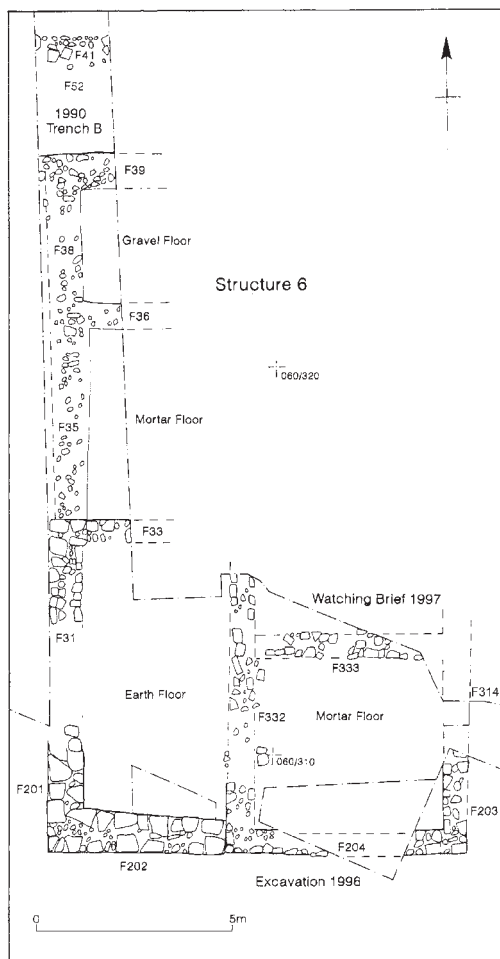 F41
F52
1990
Trench B
F39
Gravel Floor
F38
Structure 6
F36
060/320
Mortar Floor
F35
F33
Watching Brief 1997
F31
F333
F314
Earth Floor
F332
Mortar Floor
060/310
F201
F203
F204
F202
Excavation 1996
0
5m